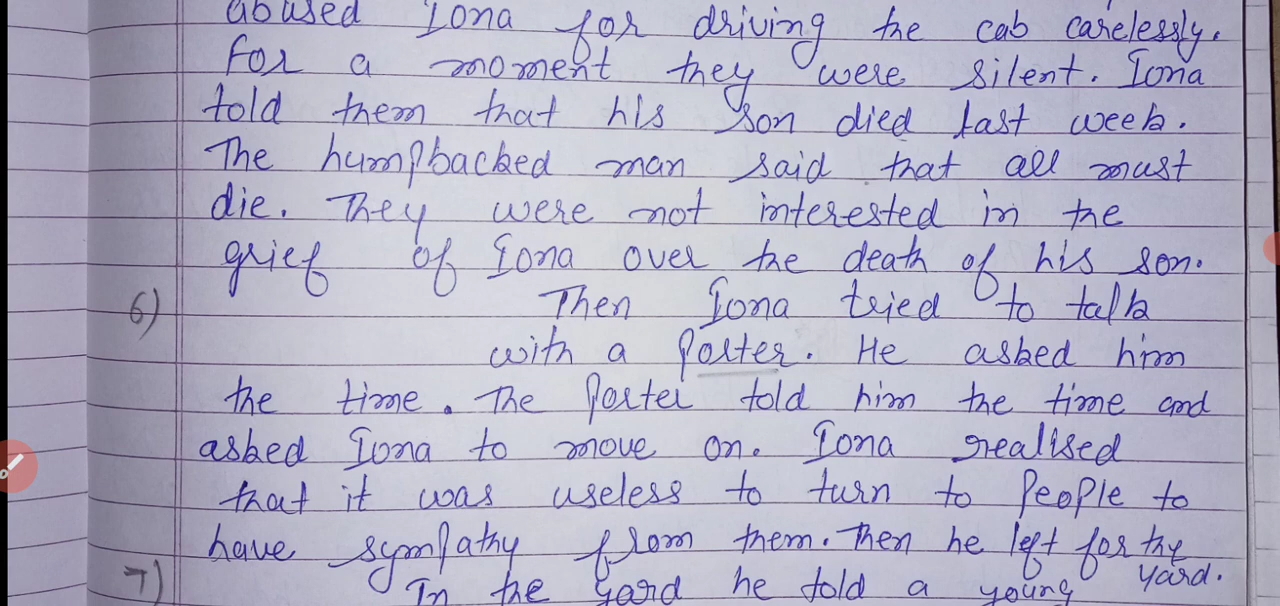 abused Iona for driving the cab carelessly.
For a moment they were silent. Iona
told them that his son died last week.
The humpbacked man said that all must
die. They were not interested in the
grief of Iona over the death of his son.
6) Then Iona tried to talk
with a Porter. He asked him
the time. The Porter told him the time and
asked Iona to move on. Iona realised
that it was useless to turn to People to
have sympathy from them. Then he left for the
yard.
7) In the yard he told a young